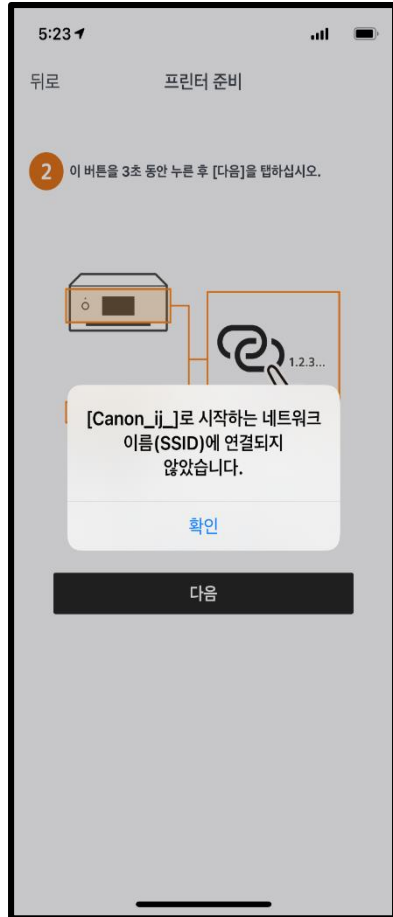 5:23
뒤로 프린터 준비
2 이 버튼을 3초 동안 누른 후 [다음]을 탭하십시오.
1.2.3...
[Canon_ij_]로 시작하는 네트워크
이름(SSID)에 연결되지
않았습니다.
확인
다음